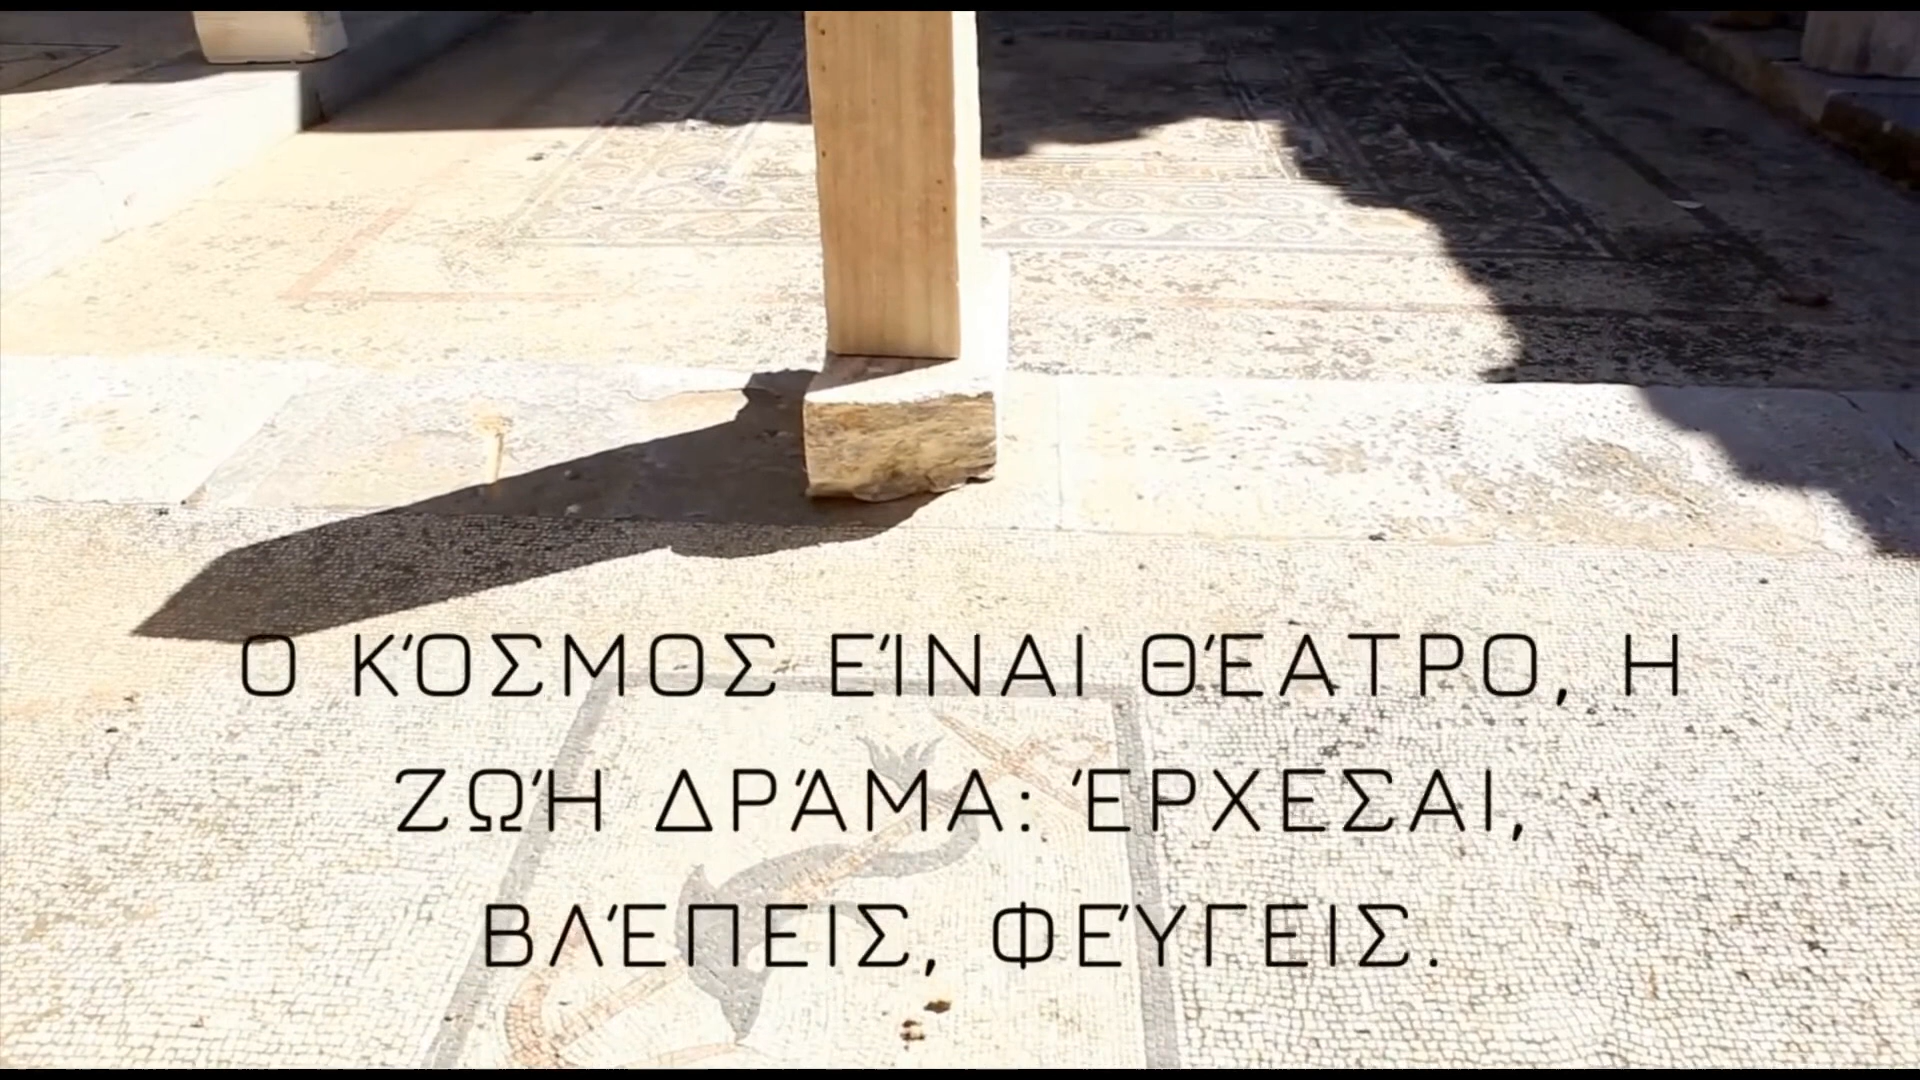 Ο ΚΌΣΜΟΣ ΕΊΝΑΙ ΘΈΑΤΡΟ, Η
ΖΩΉ ΔΡΆΜΑ: ΈΡΧΕΣΑΙ,
ΒΛΈΠΕΙΣ, ΦΕΎΓΕΙΣ.